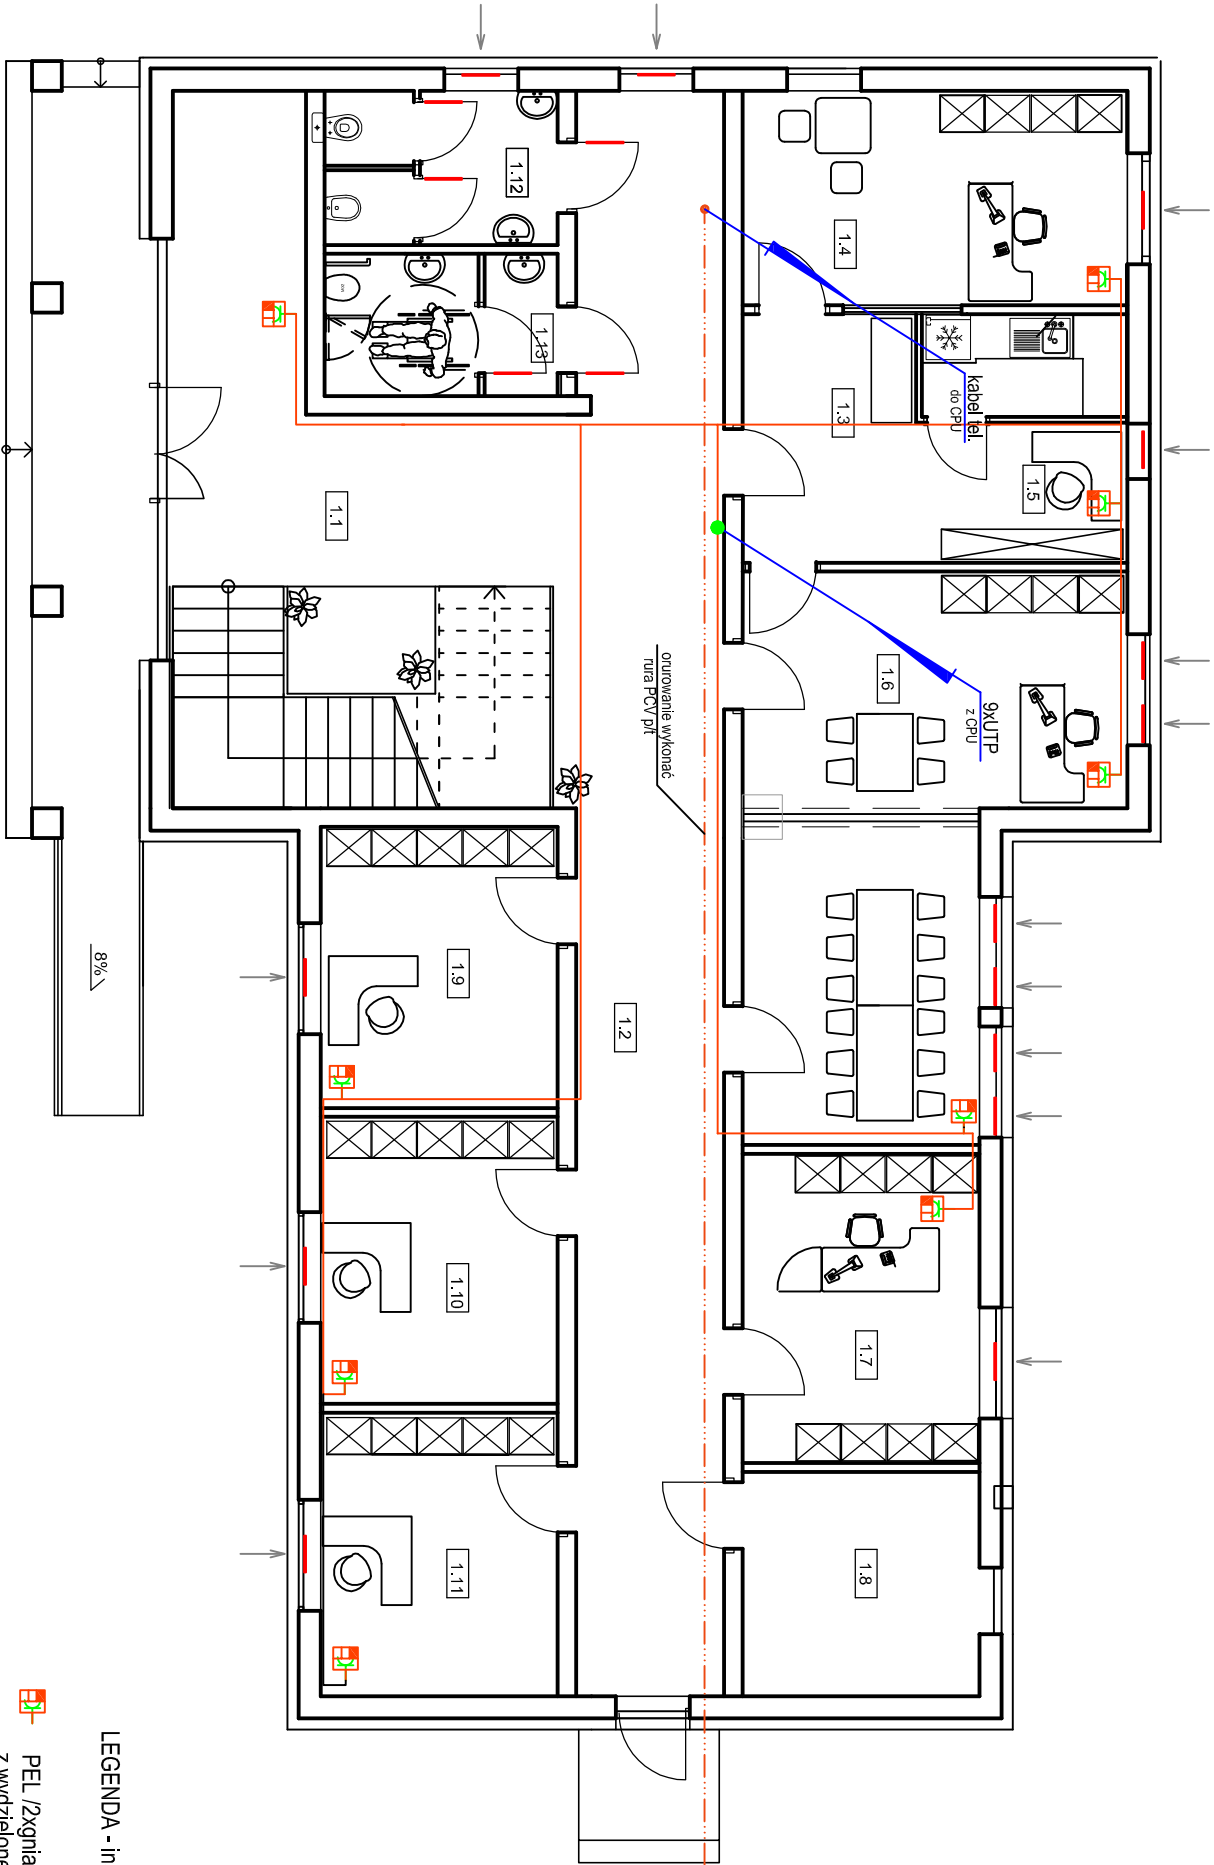 1.12
1.4
1.13
kabel tel.
do CPU
1.3
1.5
1.1
1.6
9xUTP
z CPU
orurowanie wykonać
rura PCV p/t
1.9
1.2
8%
1.10
1.7
1.11
1.8
LEGENDA - in
PEL /2xgnia
z wydzielone